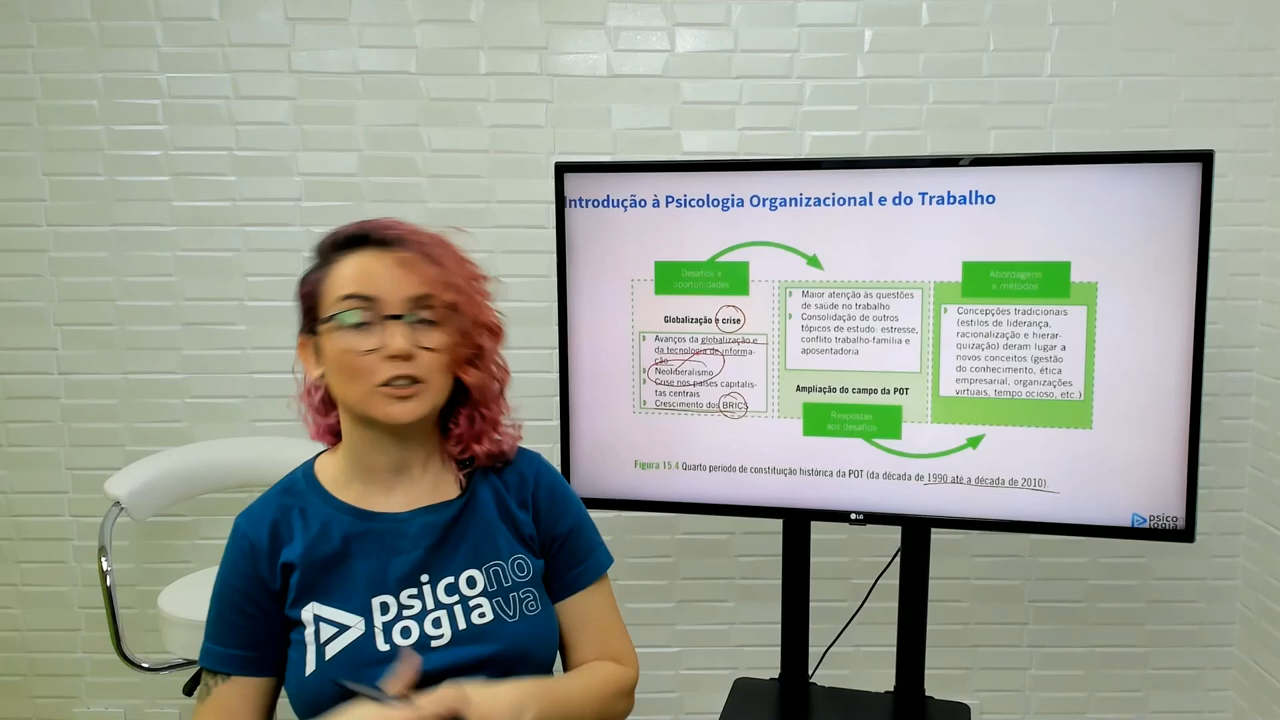 Introdução à Psicologia Organizacional e do Trabalho
Desafios e
oportunidades
Globalização e crise
Avanços da globalização e
da tecnologia de informa-
ção
Neoliberalismo
Crise nos países capitalis-
tas centrais
Crescimento dos BRICS
Maior atenção às questões
de saúde no trabalho
Consolidação de outros
tópicos de estudo: estresse,
conflito trabalho-família e
aposentadoria
Ampliação do campo da POT
Respostas
aos desafios
Abordagens
e métodos
Concepções tradicionais
(estilos de liderança,
racionalização e hierar-
quização) deram lugar a
novos conceitos (gestão
do conhecimento, ética
empresarial, organizações
virtuais, tempo ocioso, etc.)
Figura 15.4 Quarto período de constituição histórica da POT (da década de 1990 até a década de 2010).
psico
logia
LG
psicono
logiava